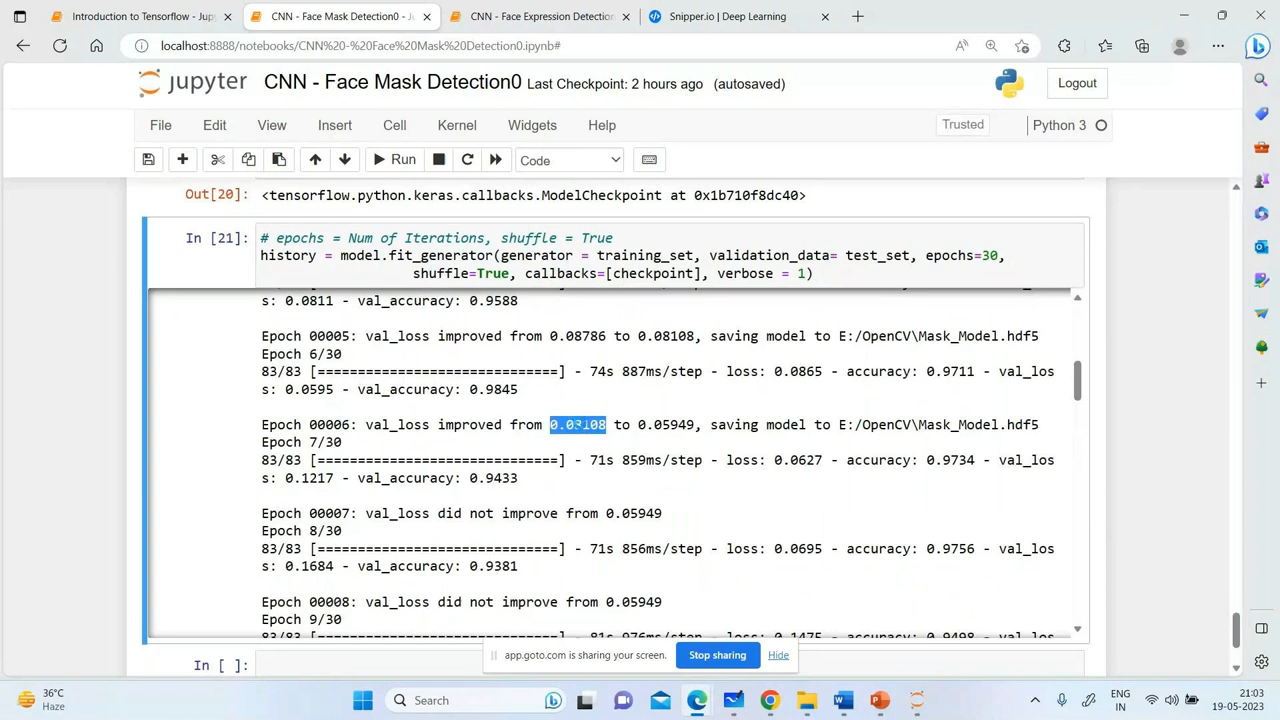 Introduction to Tensorflow - Jup
CNN - Face Mask Detection0 - J
CNN - Face Expression Detection
Snipper.io | Deep Learning
localhost:8888/notebooks/CNN%20-%20Face%20Mask%20Detection0.ipynb#
jupyter CNN - Face Mask Detection0 Last Checkpoint: 2 hours ago (autosaved)
Logout
File Edit View Insert Cell Kernel Widgets Help
Trusted
Python 3
Run
Code
Out[20]: <tensorflow.python.keras.callbacks.ModelCheckpoint at 0x1b710f8dc40>
In [21]: # epochs = Num of Iterations, shuffle = True
history = model.fit_generator(generator = training_set, validation_data= test_set, epochs=30,
shuffle=True, callbacks=[checkpoint], verbose = 1)
s: 0.0811 - val_accuracy: 0.9588
Epoch 00005: val_loss improved from 0.08786 to 0.08108, saving model to E:/OpenCV\Mask_Model.hdf5
Epoch 6/30
83/83 [==============================] - 74s 887ms/step - loss: 0.0865 - accuracy: 0.9711 - val_los
s: 0.0595 - val_accuracy: 0.9845
Epoch 00006: val_loss improved from 0.08108 to 0.05949, saving model to E:/OpenCV\Mask_Model.hdf5
Epoch 7/30
83/83 [==============================] - 71s 859ms/step - loss: 0.0627 - accuracy: 0.9734 - val_los
s: 0.1217 - val_accuracy: 0.9433
Epoch 00007: val_loss did not improve from 0.05949
Epoch 8/30
83/83 [==============================] - 71s 856ms/step - loss: 0.0695 - accuracy: 0.9756 - val_los
s: 0.1684 - val_accuracy: 0.9381
Epoch 00008: val_loss did not improve from 0.05949
Epoch 9/30
83/83 [==============================] - 81s 976ms/step - loss: 0.1475 - accuracy: 0.9498 - val_los
In [ ]:
app.goto.com is sharing your screen. Stop sharing Hide
36°C
Haze
Search
ENG
IN
21:03
19-05-2023